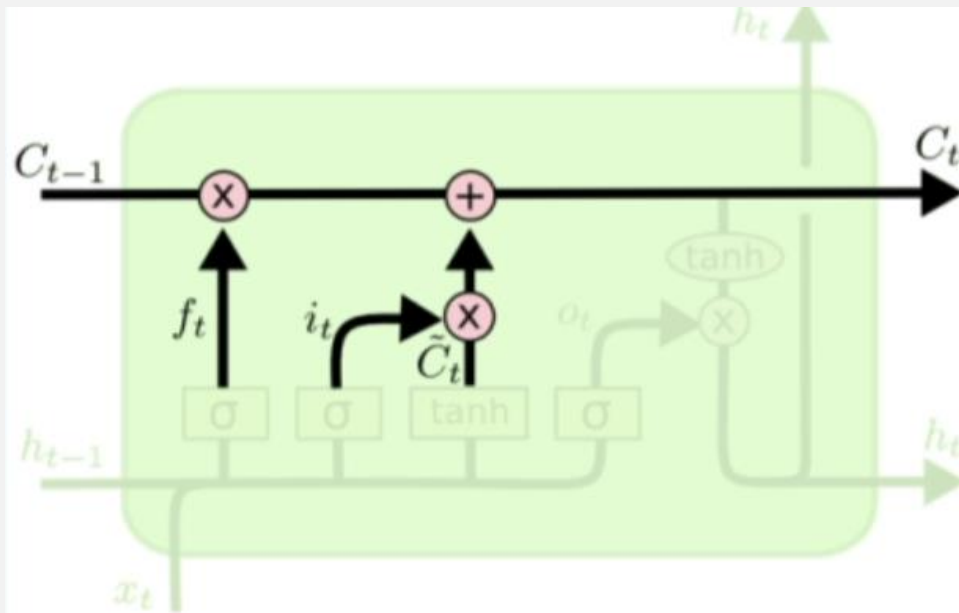 h_t
C_{t-1}
C_t
x
+
tanh
f_t
i_t
x
o_t
x
C̃_t
σ
σ
tanh
σ
h_{t-1}
h_t
x_t